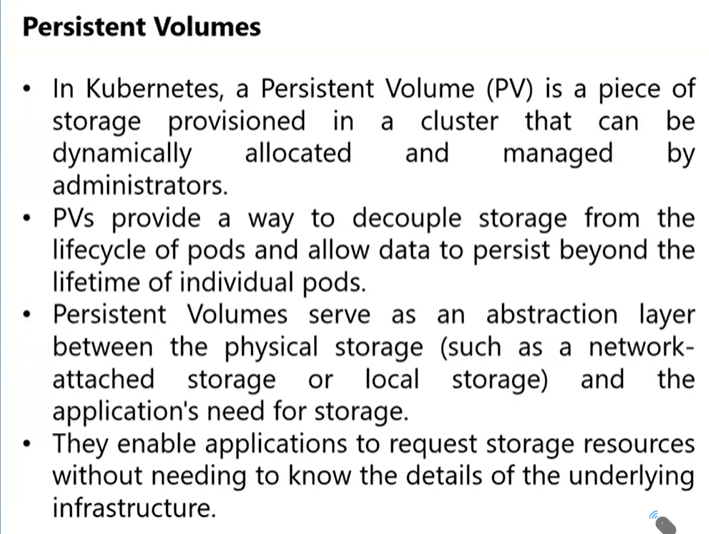 Persistent Volumes
• In Kubernetes, a Persistent Volume (PV) is a piece of
storage provisioned in a cluster that can be
dynamically allocated and managed by
administrators.
• PVs provide a way to decouple storage from the
lifecycle of pods and allow data to persist beyond the
lifetime of individual pods.
• Persistent Volumes serve as an abstraction layer
between the physical storage (such as a network-
attached storage or local storage) and the
application's need for storage.
• They enable applications to request storage resources
without needing to know the details of the underlying
infrastructure.